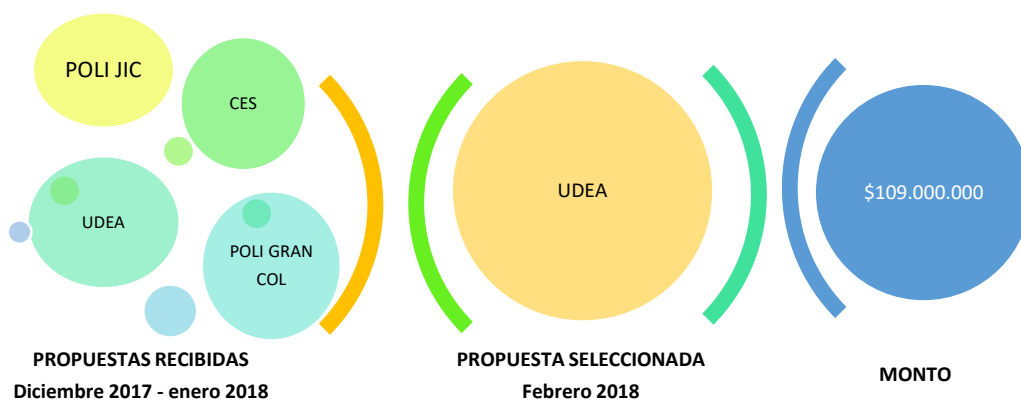 POLI JIC
CES
UDEA
POLI GRAN
COL
PROPUESTAS RECIBIDAS
Diciembre 2017 - enero 2018
UDEA
PROPUESTA SELECCIONADA
Febrero 2018
$109.000.000
MONTO